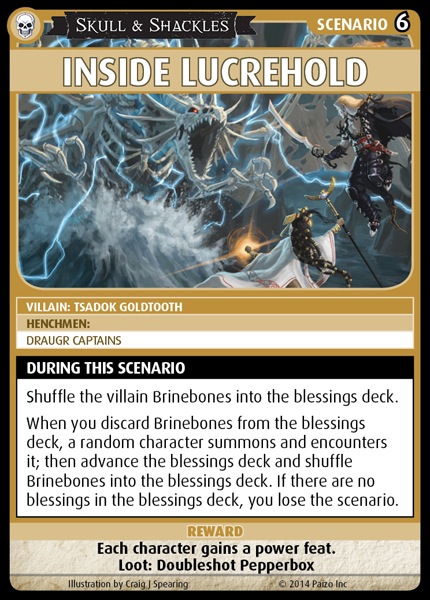 SKULL & SHACKLES
SCENARIO 6
INSIDE LUCREHOLD
VILLAIN: TSADOK GOLDTOOTH
HENCHMEN:
DRAUGR CAPTAINS
DURING THIS SCENARIO
Shuffle the villain Brinebones into the blessings deck.
When you discard Brinebones from the blessings
deck, a random character summons and encounters
it; then advance the blessings deck and shuffle
Brinebones into the blessings deck. If there are no
blessings in the blessings deck, you lose the scenario.
REWARD
Each character gains a power feat.
Loot: Doubleshot Pepperbox
Illustration by Craig J Spearing
© 2014 Paizo Inc